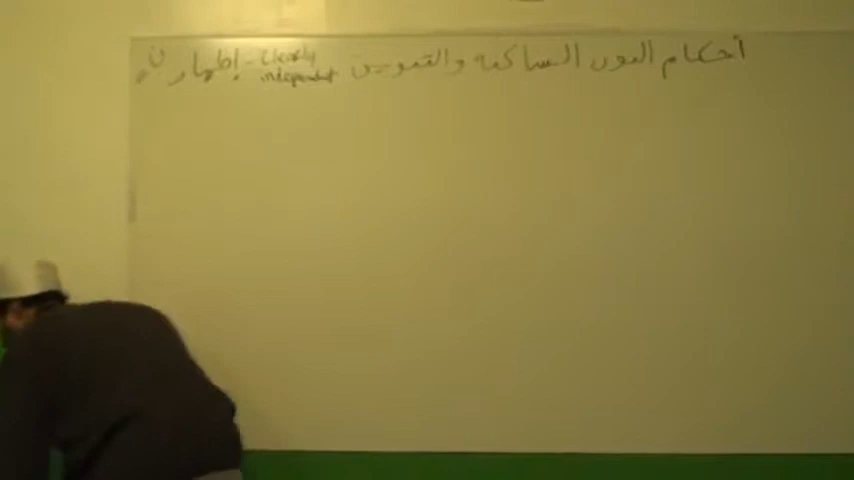 أحكام النون الساكنة والتنوين
Clearly - إظهار ن
independent